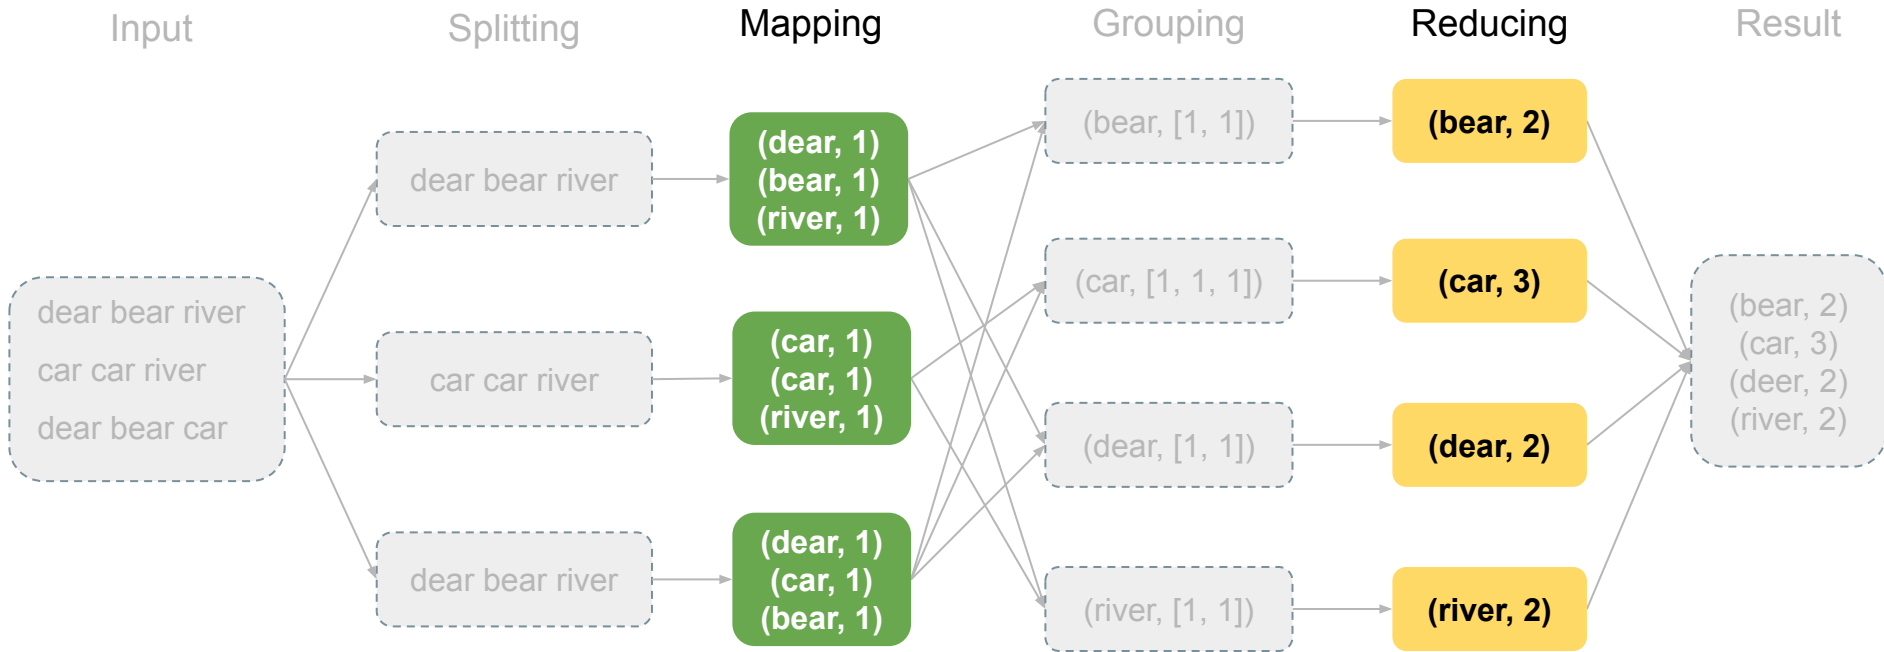 Input
Splitting
Mapping
Grouping
Reducing
Result
dear bear river
car car river
dear bear car
dear bear river
car car river
dear bear river
(dear, 1)
(bear, 1)
(river, 1)
(car, 1)
(car, 1)
(river, 1)
(dear, 1)
(car, 1)
(bear, 1)
(bear, [1, 1])
(car, [1, 1, 1])
(dear, [1, 1])
(river, [1, 1])
(bear, 2)
(car, 3)
(dear, 2)
(river, 2)
(bear, 2)
(car, 3)
(deer, 2)
(river, 2)